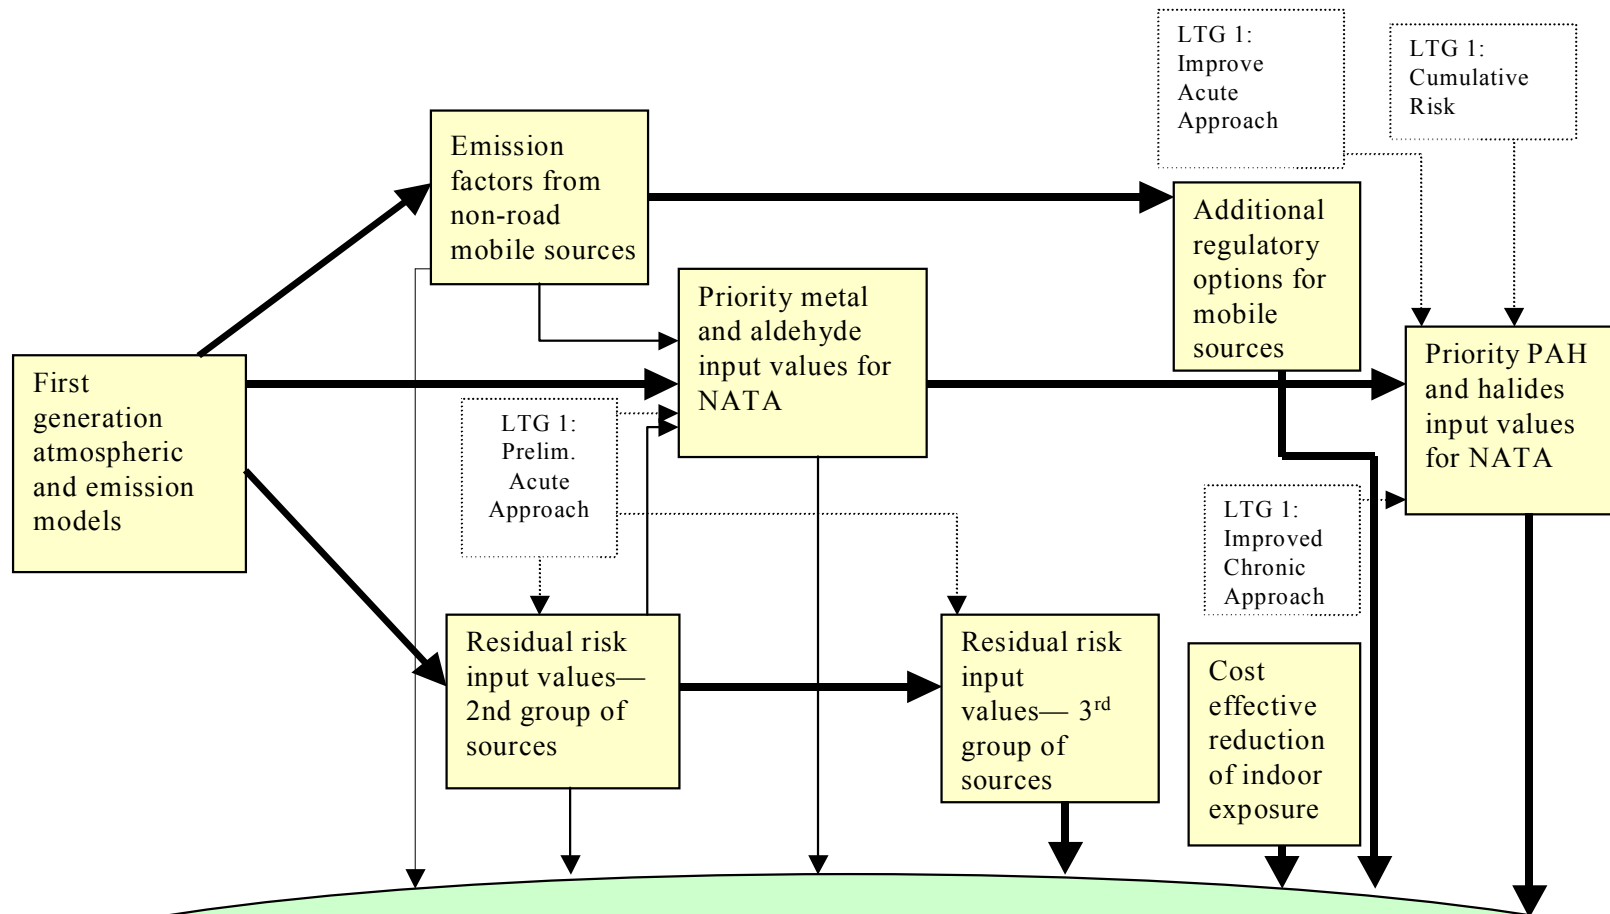 LTG 1:
Improve
Acute
Approach
LTG 1:
Cumulative
Risk
Emission
factors from
non-road
mobile sources
Additional
regulatory
options for
mobile
sources
Priority metal
and aldehyde
input values for
NATA
Priority PAH
and halides
input values
for NATA
First
generation
atmospheric
and emission
models
LTG 1:
Prelim.
Acute
Approach
LTG 1:
Improved
Chronic
Approach
Residual risk
input values—
2nd group of
sources
Residual risk
input
values— 3rd
group of
sources
Cost
effective
reduction
of indoor
exposure